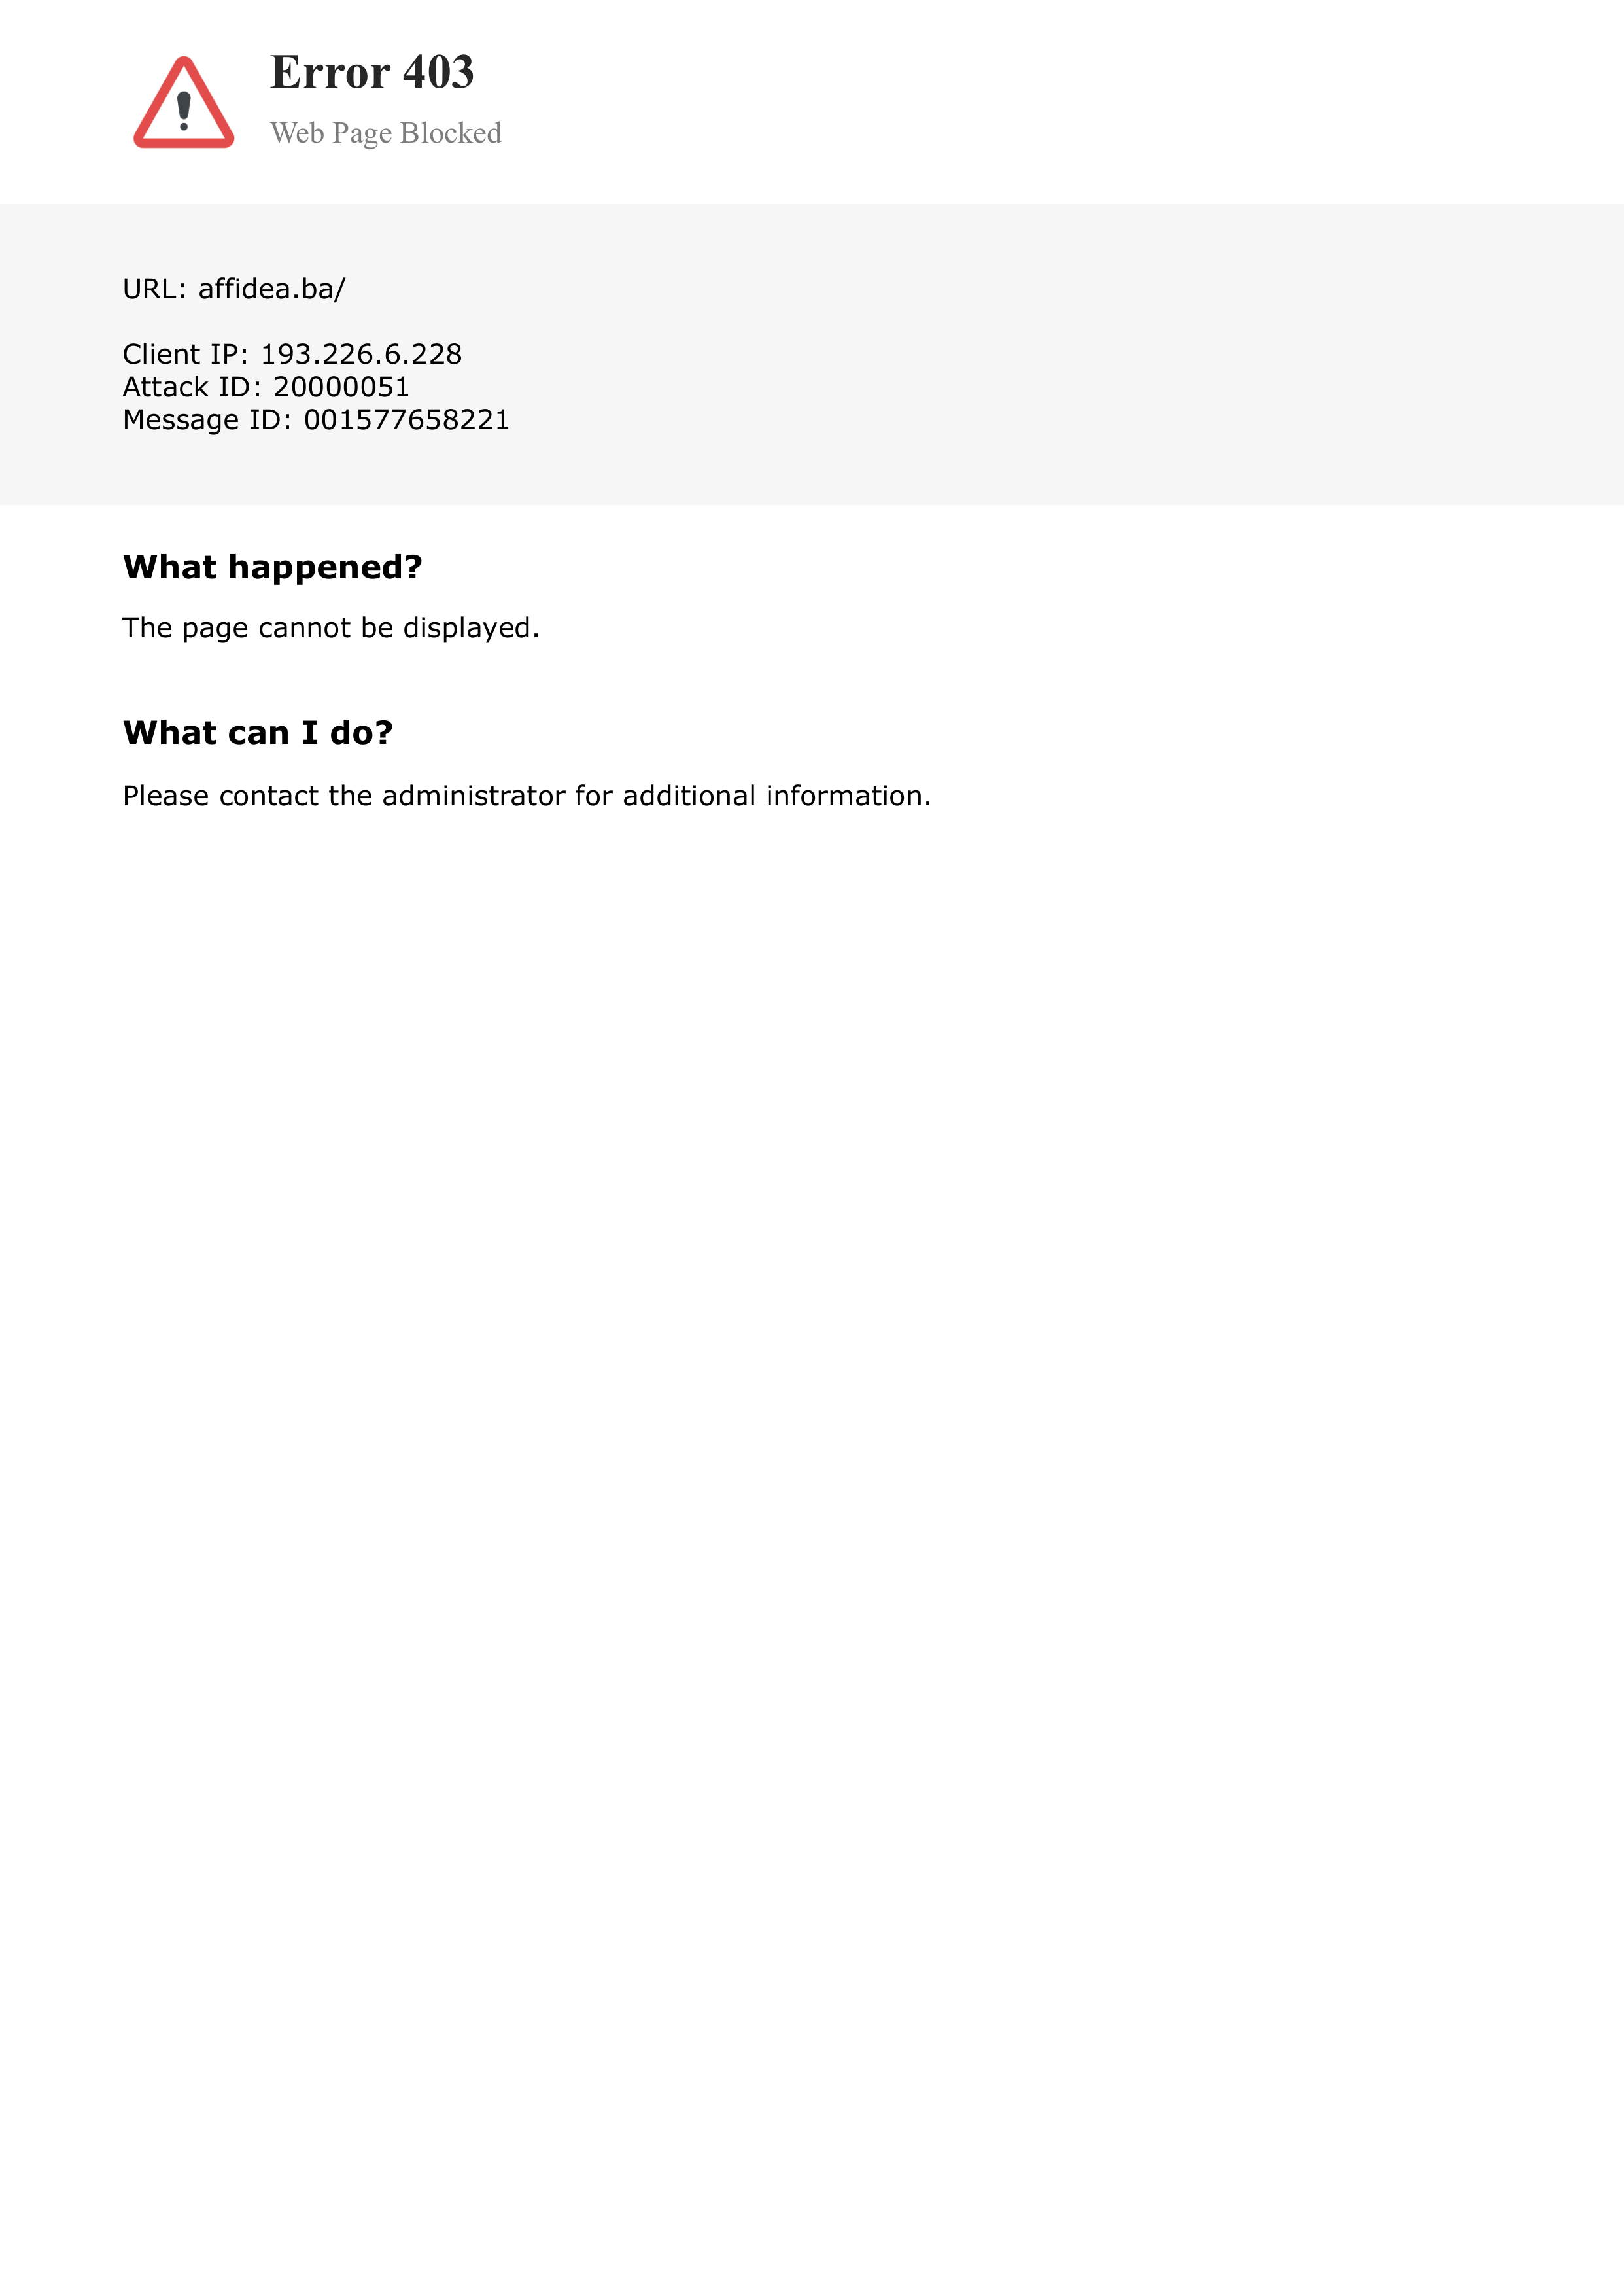 Error 403
Web Page Blocked
URL: affidea.ba/
Client IP: 193.226.6.228
Attack ID: 20000051
Message ID: 001577658221
What happened?
The page cannot be displayed.
What can I do?
Please contact the administrator for additional information.